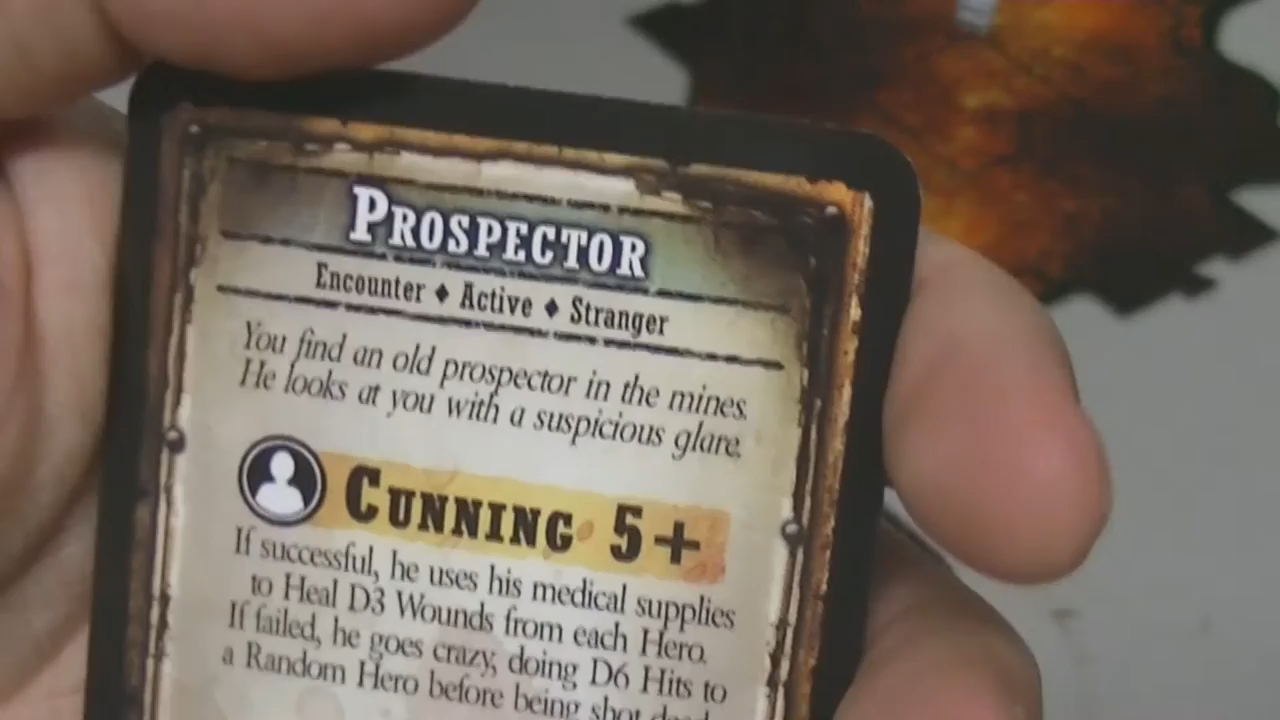 PROSPECTOR
Encounter ♦ Active ♦ Stranger
You find an old prospector in the mines.
He looks at you with a suspicious glare.
CUNNING 5+
If successful, he uses his medical supplies
to Heal D3 Wounds from each Hero.
If failed, he goes crazy, doing D6 Hits to
a Random Hero before being shot dead.